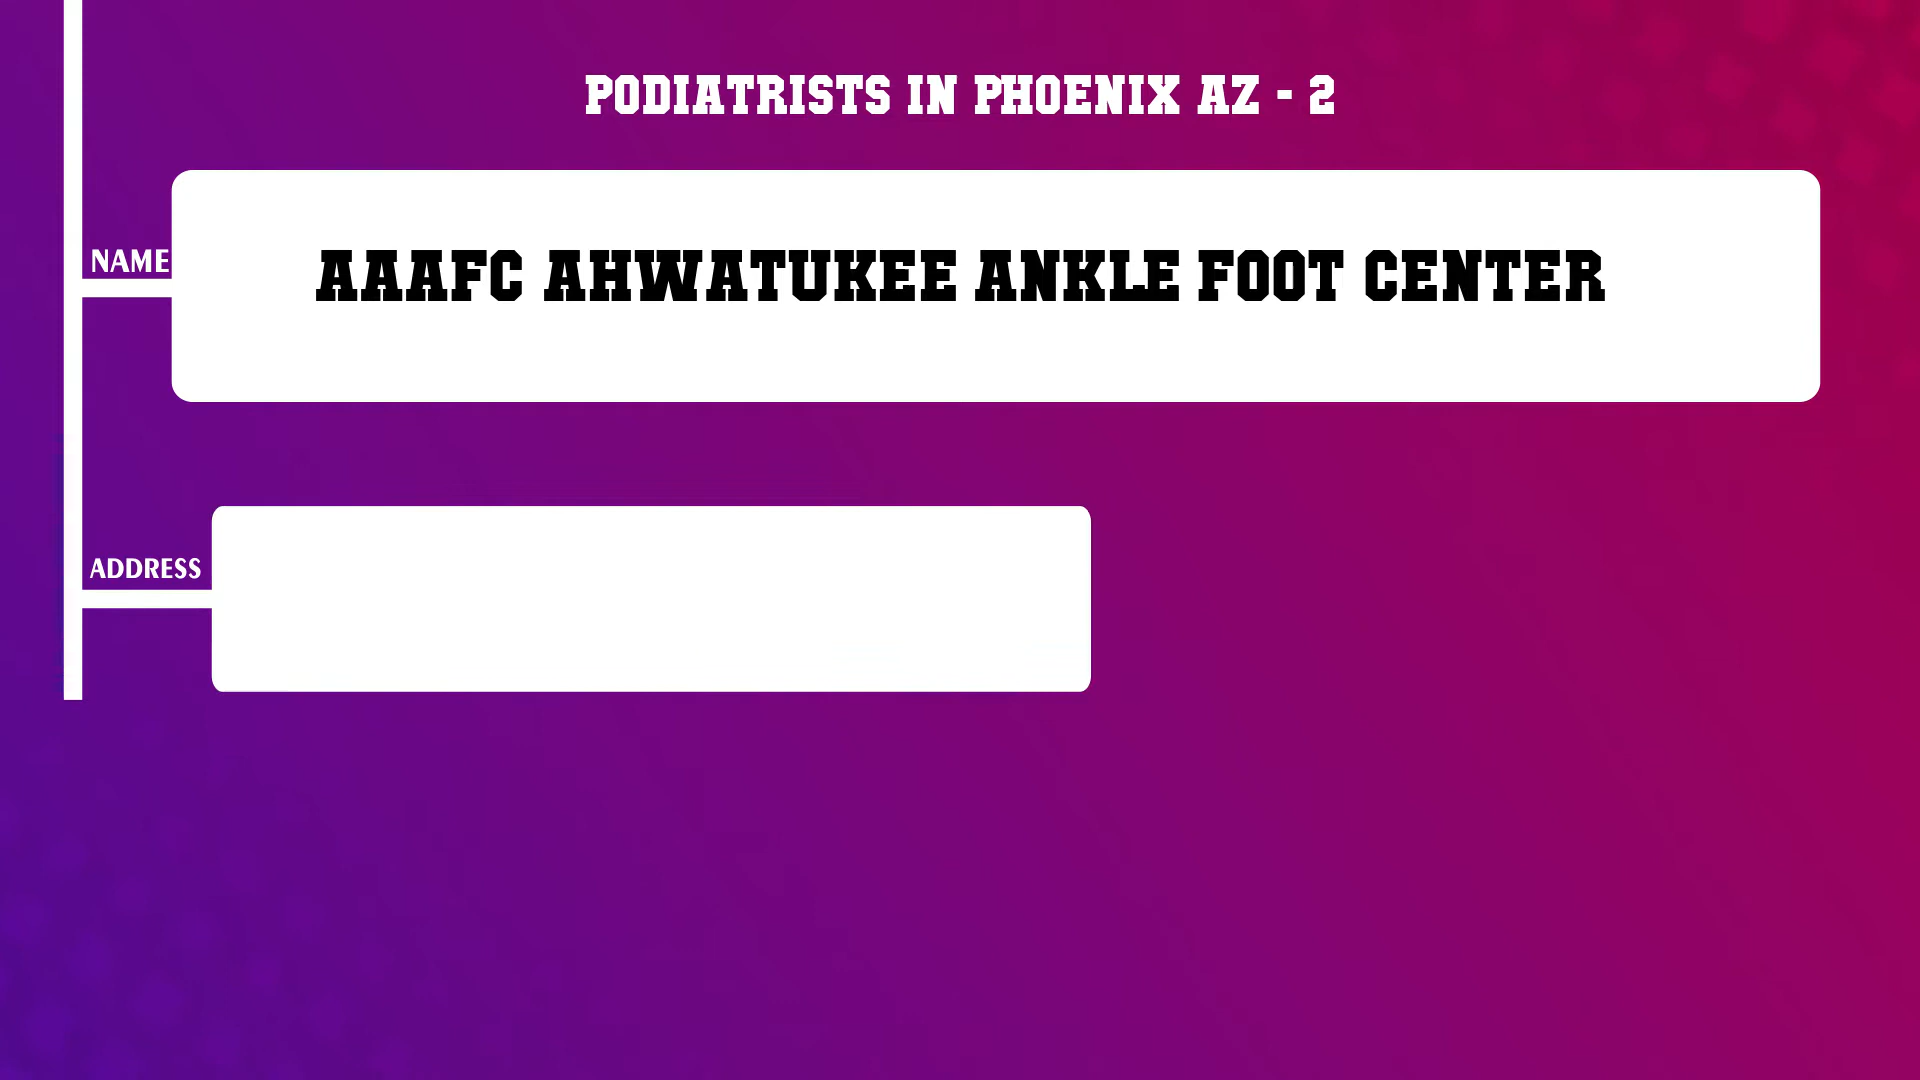 PODIATRISTS IN PHOENIX AZ - 2
NAME
AAAFC AHWATUKEE ANKLE FOOT CENTER
ADDRESS